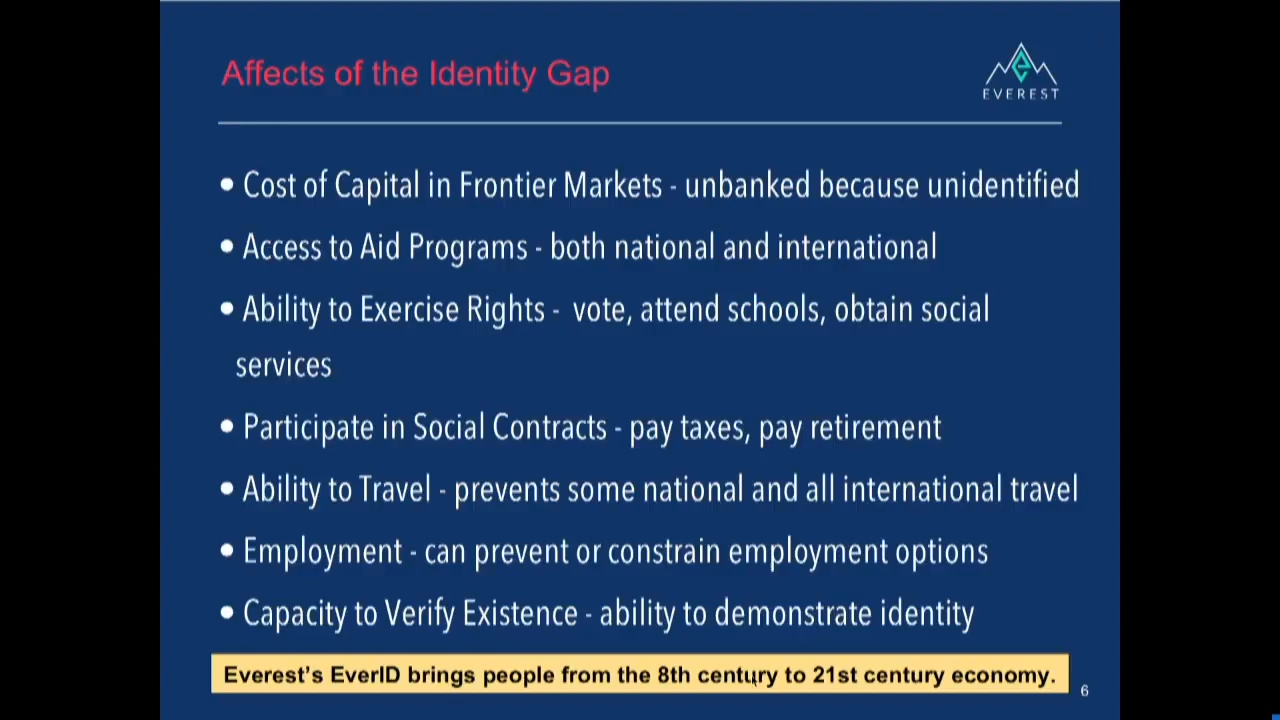 Affects of the Identity Gap
EVEREST
• Cost of Capital in Frontier Markets - unbanked because unidentified
• Access to Aid Programs - both national and international
• Ability to Exercise Rights - vote, attend schools, obtain social
services
• Participate in Social Contracts - pay taxes, pay retirement
• Ability to Travel - prevents some national and all international travel
• Employment - can prevent or constrain employment options
• Capacity to Verify Existence - ability to demonstrate identity
Everest's EverID brings people from the 8th century to 21st century economy.
6